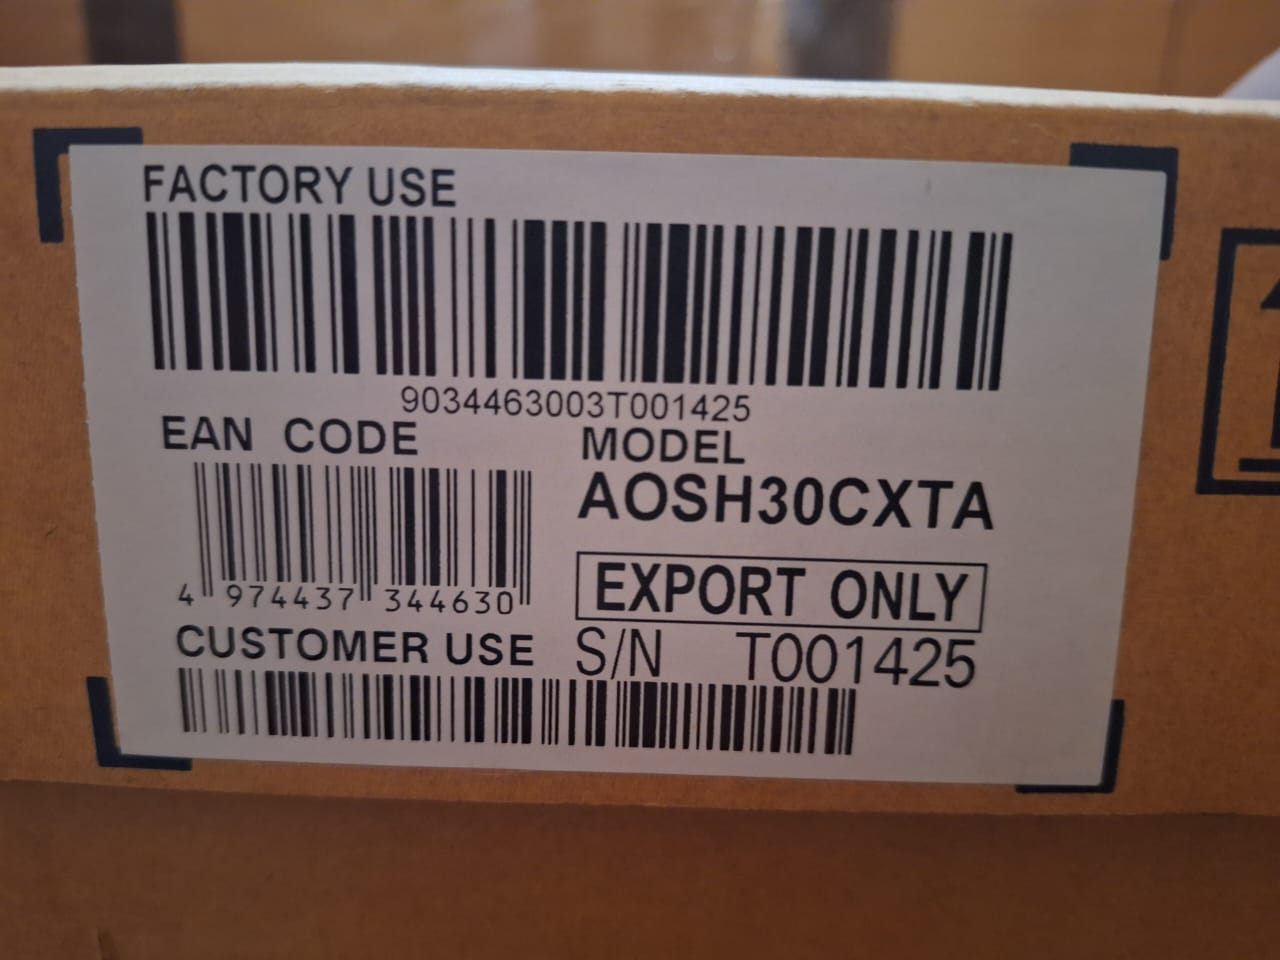 FACTORY USE
9034463003T001425
EAN CODE
4 974437 344630
MODEL
AOSH30CXTA
EXPORT ONLY
CUSTOMER USE
S/N T001425